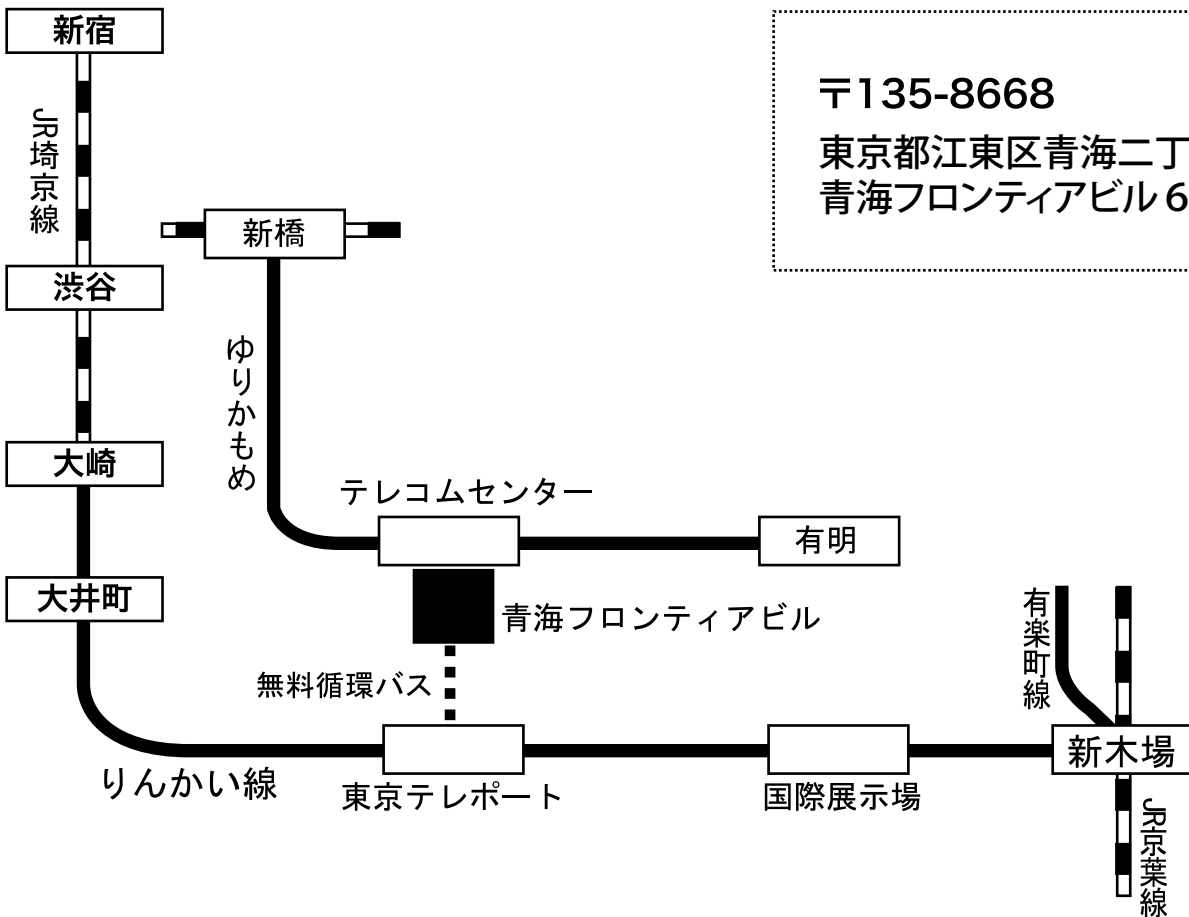 新宿
〒135-8668
東京都江東区青海二丁
青海フロンティアビル6
JR埼京線
新橋
渋谷
ゆりかもめ
大崎
テレコムセンター
有明
大井町
青海フロンティアビル
有楽町線
無料循環バス
新木場
りんかい線
東京テレポート
国際展示場
JR京葉線